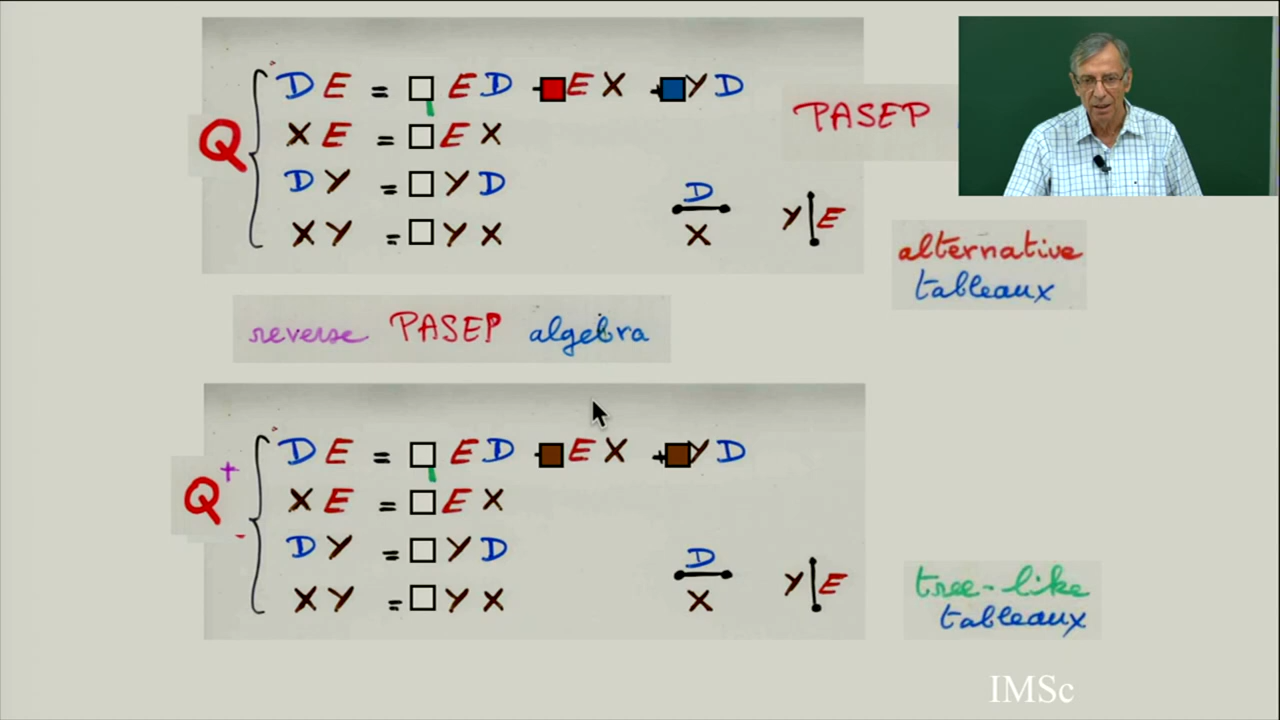 DE = □ ED + ■ EX + ■ YD
PASEP
Q
XE = □ EX
DY = □ YD
D
X
Y E
XY = □ YX
alternative
tableaux
reverse PASEP algebra
DE = □ ED + ■ EX + ■ YD
Q+
XE = □ EX
DY = □ YD
D
X
Y E
XY = □ YX
tree-like
tableaux
IMSc